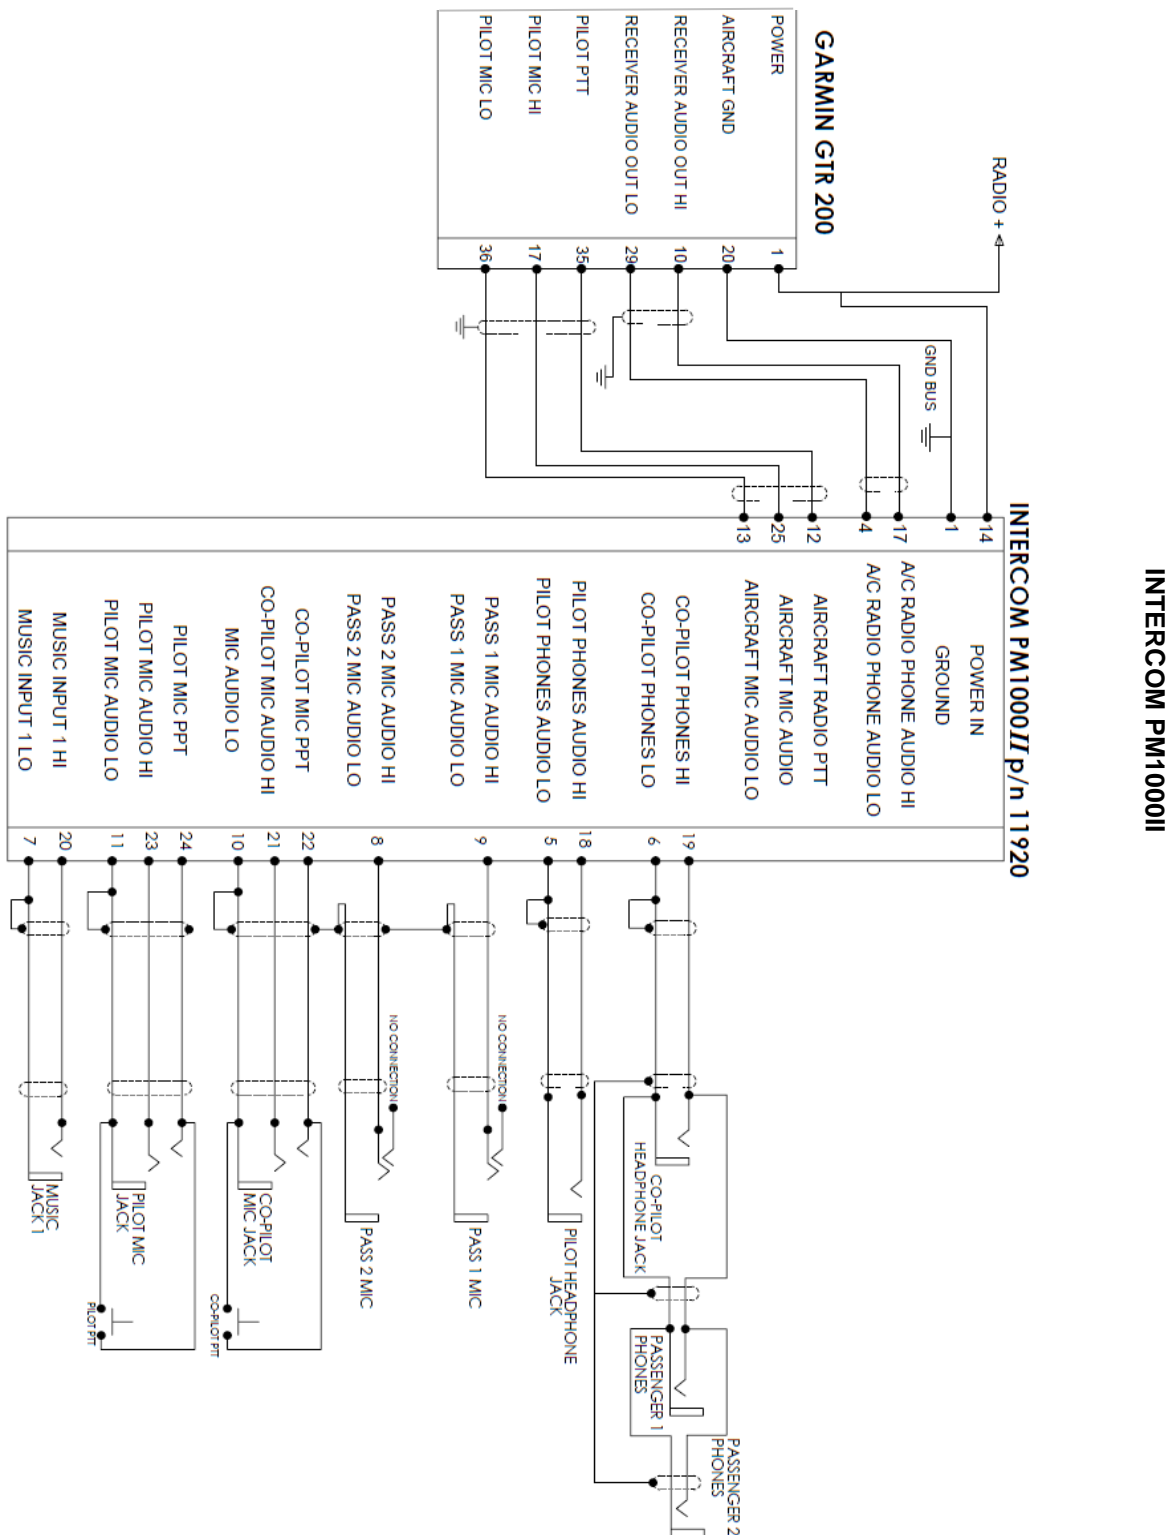 INTERCOM PM1000II
RADIO +
GARMIN GTR 200
POWER
AIRCRAFT GND
RECEIVER AUDIO OUT HI
RECEIVER AUDIO OUT LO
PILOT PTT
PILOT MIC HI
PILOT MIC LO
1
20
10
29
35
17
36
GND BUS
INTERCOM PM1000II p/n 11920
14
1
17
4
12
25
13
POWER IN
GROUND
A/C RADIO PHONE AUDIO HI
A/C RADIO PHONE AUDIO LO
AIRCRAFT RADIO PTT
AIRCRAFT MIC AUDIO
AIRCRAFT MIC AUDIO LO
CO-PILOT PHONES HI
CO-PILOT PHONES LO
PILOT PHONES AUDIO HI
PILOT PHONES AUDIO LO
PASS 1 MIC AUDIO HI
PASS 1 MIC AUDIO LO
PASS 2 MIC AUDIO HI
PASS 2 MIC AUDIO LO
CO-PILOT MIC PPT
CO-PILOT MIC AUDIO HI
MIC AUDIO LO
PILOT MIC PPT
PILOT MIC AUDIO HI
PILOT MIC AUDIO LO
MUSIC INPUT 1 HI
MUSIC INPUT 1 LO
19
6
18
5
9
8
22
21
10
24
23
11
20
7
NO CONNECTION
NO CONNECTION
CO-PILOT
HEADPHONE JACK
PILOT HEADPHONE
JACK
PASS 1 MIC
PASS 2 MIC
CO-PILOT
MIC JACK
PILOT MIC
JACK
MUSIC
JACK 1
CO-PILOT PTT
PILOT PTT
PASSENGER 1
PHONES
PASSENGER 2
PHONES